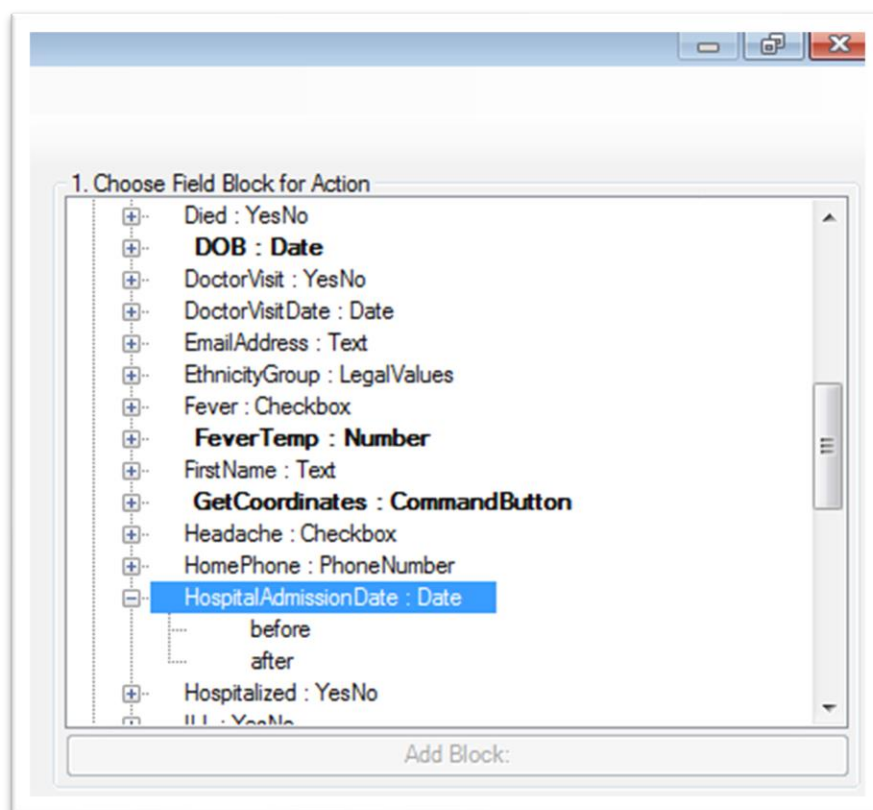 1. Choose Field Block for Action
Died : YesNo
DOB : Date
DoctorVisit : YesNo
DoctorVisitDate : Date
EmailAddress : Text
EthnicityGroup : LegalValues
Fever : Checkbox
FeverTemp : Number
FirstName : Text
GetCoordinates : CommandButton
Headache : Checkbox
HomePhone : PhoneNumber
HospitalAdmissionDate : Date
before
after
Hospitalized : YesNo
ILL : YesNo
Add Block: